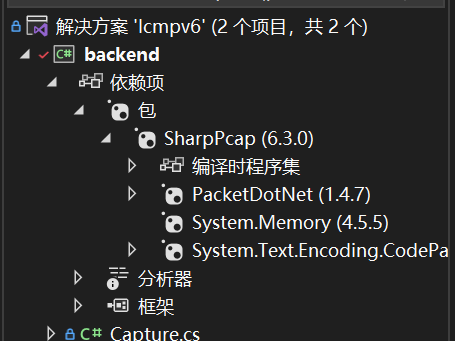 解决方案 'Icmpv6' (2 个项目，共 2 个)
C# backend
依赖项
包
SharpPcap (6.3.0)
编译时程序集
PacketDotNet (1.4.7)
System.Memory (4.5.5)
System.Text.Encoding.CodePa
分析器
框架
C# Capture.cs